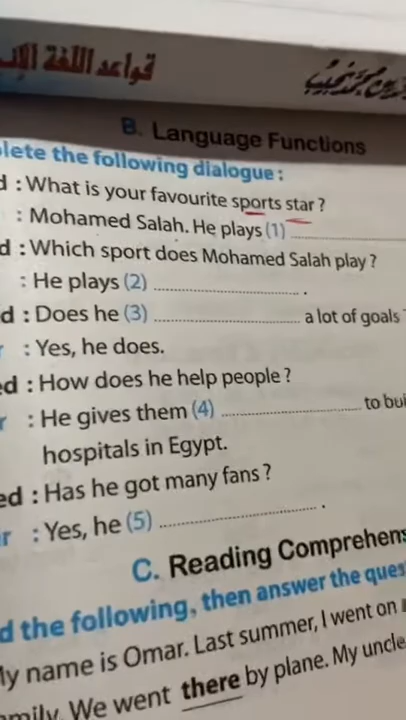 قواعد اللغة
B. Language Functions
lete the following dialogue :
d : What is your favourite sports star ?
: Mohamed Salah. He plays (1) ..............
d : Which sport does Mohamed Salah play ?
: He plays (2) .............. .
d : Does he (3) .............. a lot of goals
r : Yes, he does.
ed : How does he help people ?
r : He gives them (4) .............. to bui
hospitals in Egypt.
ed : Has he got many fans ?
ir : Yes, he (5) .............. .
C. Reading Comprehens
d the following, then answer the ques
My name is Omar. Last summer, I went on
amily. We went there by plane. My uncle